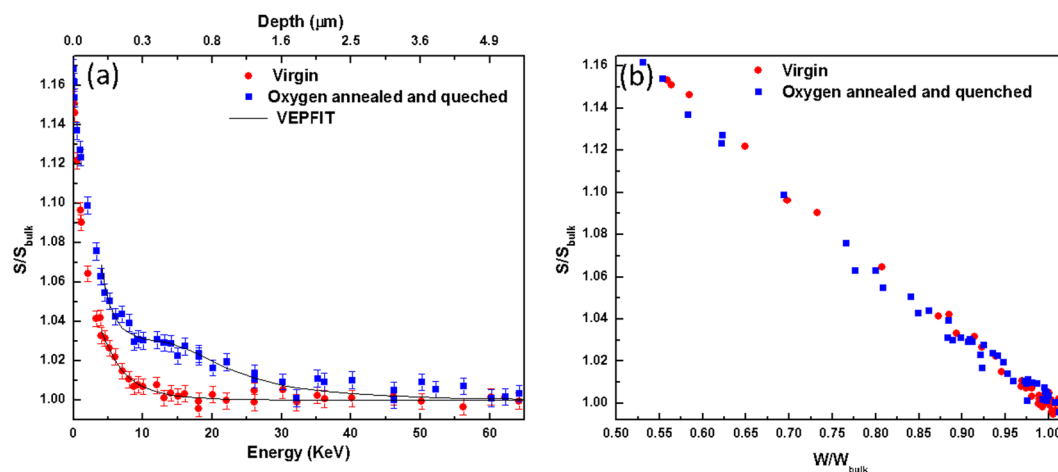 Depth (μm)
0.0 0.3 0.8 1.6 2.5 3.6 4.9
(a)
Virgin
Oxygen annealed and queched
VEPFIT
1.16
1.14
1.12
1.10
1.08
1.06
1.04
1.02
1.00
S/Sbulk
0 10 20 30 40 50 60
Energy (KeV)
(b)
Virgin
Oxygen annealed and quenched
1.16
1.14
1.12
1.10
1.08
1.06
1.04
1.02
1.00
S/Sbulk
0.50 0.55 0.60 0.65 0.70 0.75 0.80 0.85 0.90 0.95 1.00
W/Wbulk